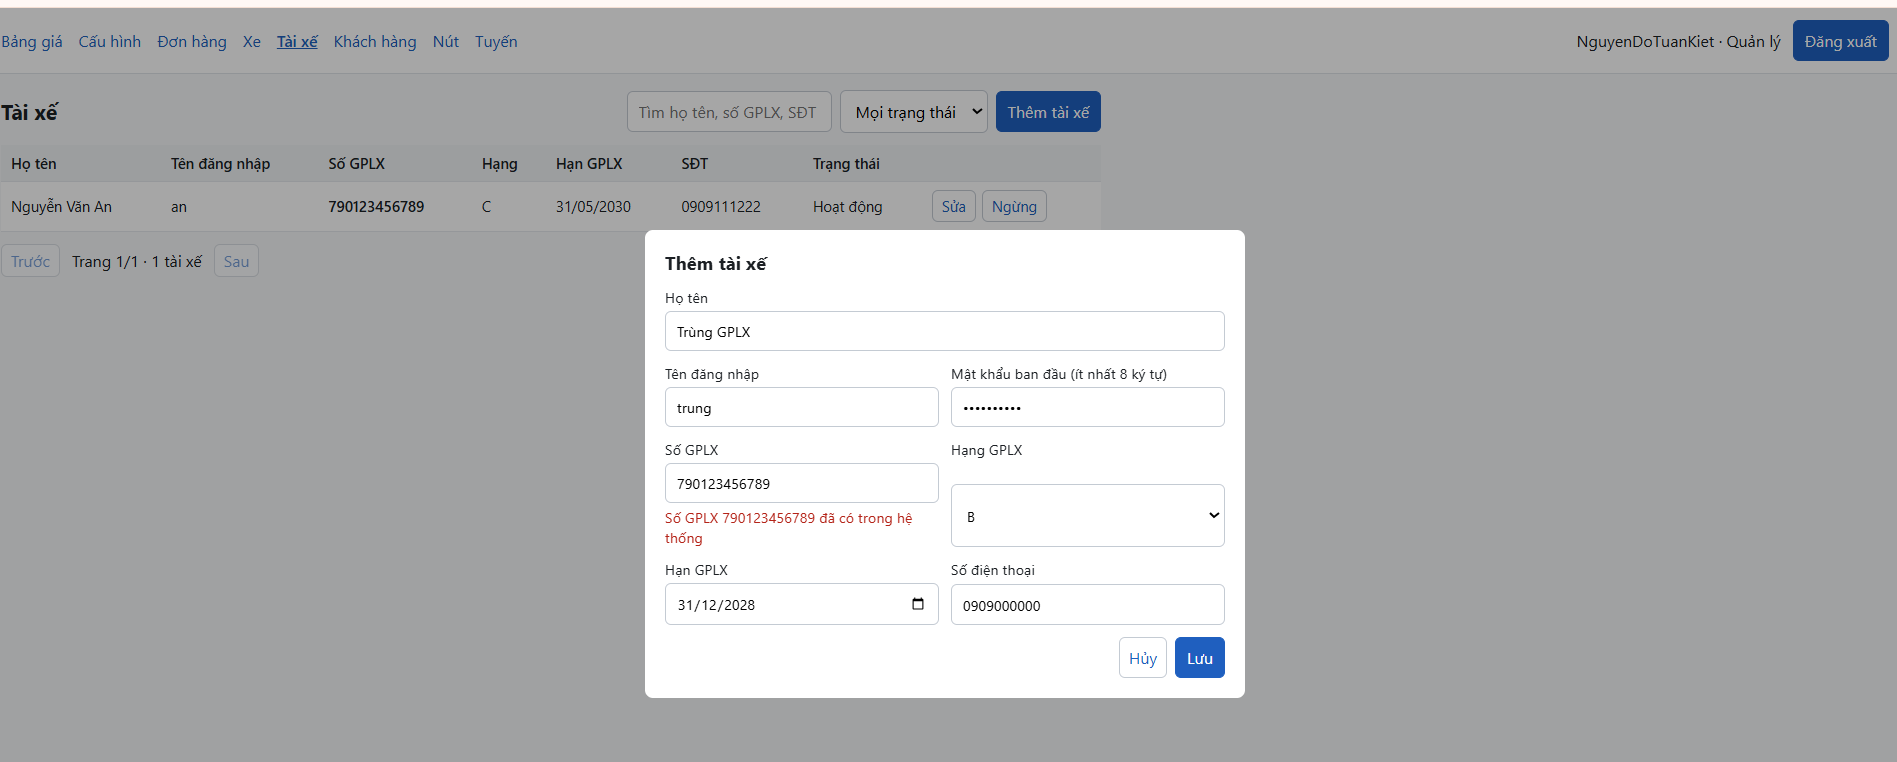 Bảng giá Cấu hình Đơn hàng Xe Tài xế Khách hàng Nút Tuyến NguyenDoTuanKiet · Quản lý Đăng xuất
Tài xế Tìm họ tên, số GPLX, SĐT Mọi trạng thái Thêm tài xế
Họ tên Tên đăng nhập Số GPLX Hạng Hạn GPLX SĐT Trạng thái
Nguyễn Văn An an 790123456789 C 31/05/2030 0909111222 Hoạt động Sửa Ngừng
Trước Trang 1/1 · 1 tài xế Sau
Thêm tài xế
Họ tên
Trùng GPLX
Tên đăng nhập Mật khẩu ban đầu (ít nhất 8 ký tự)
trung ••••••••••
Số GPLX Hạng GPLX
790123456789
B
Số GPLX 790123456789 đã có trong hệ
thống
Hạn GPLX Số điện thoại
31/12/2028 0909000000
Hủy Lưu